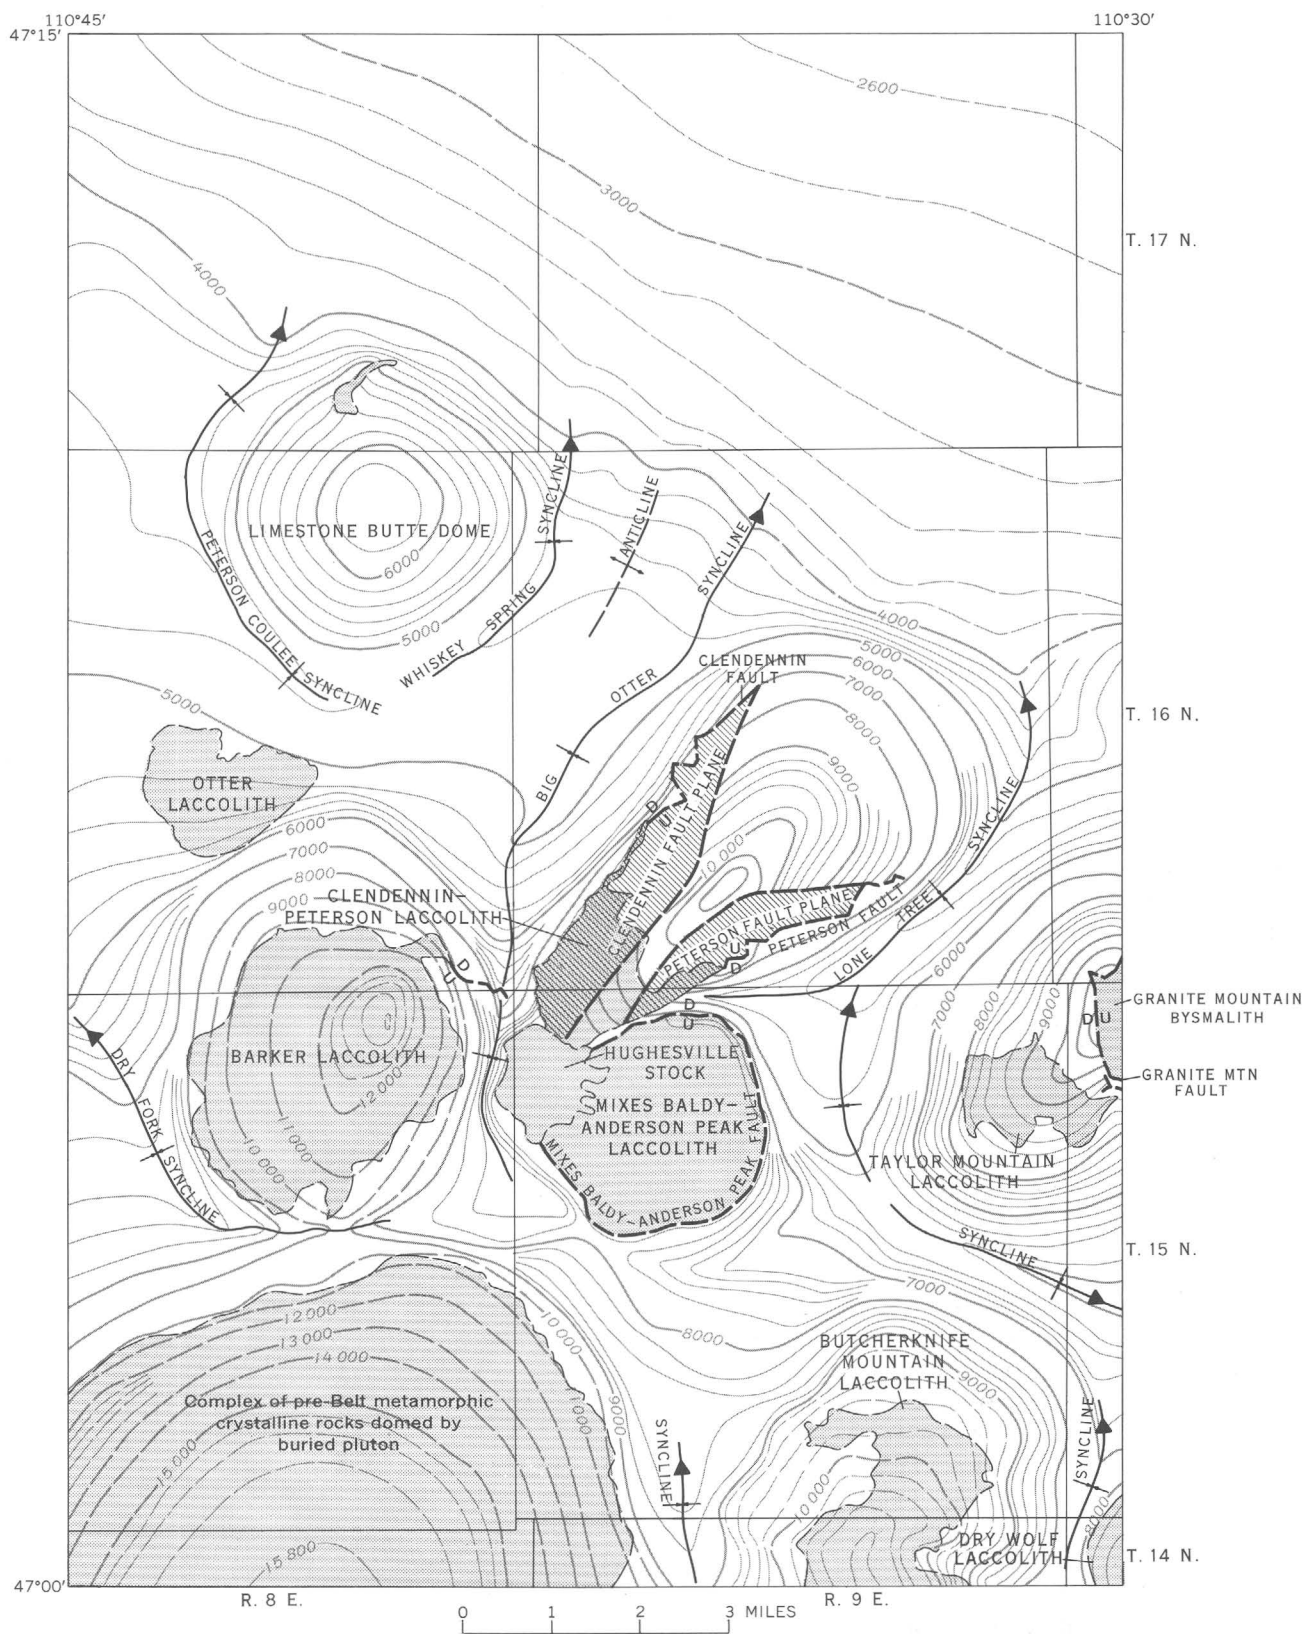 110°45′
110°30′
47°15′
2600
3000
T. 17 N.
4000
LIMESTONE BUTTE DOME
6000
5000
PETERSON COULEE SYNCLINE
WHISKEY SPRING SYNCLINE
ANTICLINE
BIG OTTER SYNCLINE
4000
5000
6000
7000
8000
9000
10 000
CLENDENNIN
FAULT
T. 16 N.
5000
OTTER
LACCOLITH
6000
7000
8000
9000
D
U
CLENDENNIN FAULT PLANE
CLENDENNIN–
PETERSON LACCOLITH
PETERSON FAULT PLANE
PETERSON FAULT
U
D
LONE TREE SYNCLINE
6000
7000
8000
9000
D
U
D
U
D U
GRANITE MOUNTAIN
BYSMALITH
GRANITE MTN
FAULT
BARKER LACCOLITH
12 000
11 000
10 000
HUGHESVILLE
STOCK
MIXES BALDY–
ANDERSON PEAK
LACCOLITH
MIXES BALDY–ANDERSON PEAK FAULT
DRY FORK SYNCLINE
TAYLOR MOUNTAIN
LACCOLITH
SYNCLINE
T. 15 N.
7000
8000
12 000
13 000
14 000
10 000
9000
1000
Complex of pre-Belt metamorphic
crystalline rocks domed by
buried pluton
15 000
15 800
SYNCLINE
BUTCHERKNIFE
MOUNTAIN
LACCOLITH
9000
10 000
SYNCLINE
8000
DRY WOLF
LACCOLITH
T. 14 N.
47°00′
R. 8 E.
R. 9 E.
0 1 2 3 MILES